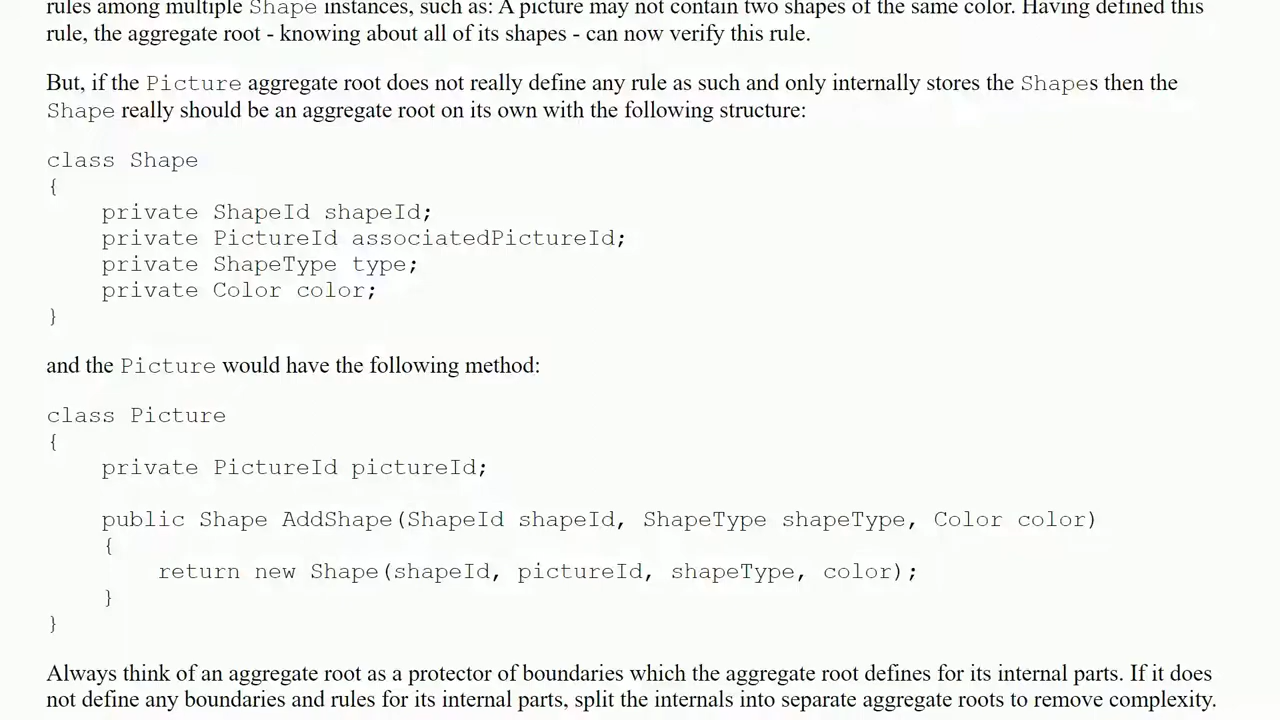 rules among multiple Shape instances, such as: A picture may not contain two shapes of the same color. Having defined this
rule, the aggregate root - knowing about all of its shapes - can now verify this rule.
But, if the Picture aggregate root does not really define any rule as such and only internally stores the Shapes then the
Shape really should be an aggregate root on its own with the following structure:
class Shape
{
    private ShapeId shapeId;
    private PictureId associatedPictureId;
    private ShapeType type;
    private Color color;
}
and the Picture would have the following method:
class Picture
{
    private PictureId pictureId;
    public Shape AddShape(ShapeId shapeId, ShapeType shapeType, Color color)
    {
        return new Shape(shapeId, pictureId, shapeType, color);
    }
}
Always think of an aggregate root as a protector of boundaries which the aggregate root defines for its internal parts. If it does
not define any boundaries and rules for its internal parts, split the internals into separate aggregate roots to remove complexity.